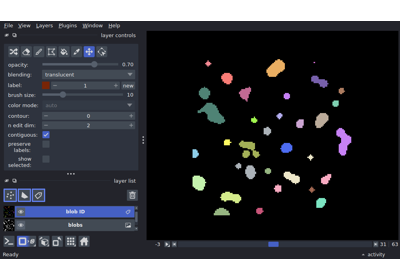 File View Layers Plugins Window Help
layer controls
opacity: 0.70
blending: translucent
label: 1 new
brush size: 10
color mode: auto
contour: 0
n edit dim: 2
contiguous:
preserve labels:
show selected:
layer list
blob ID
blobs
-3 31 63
Ready activity